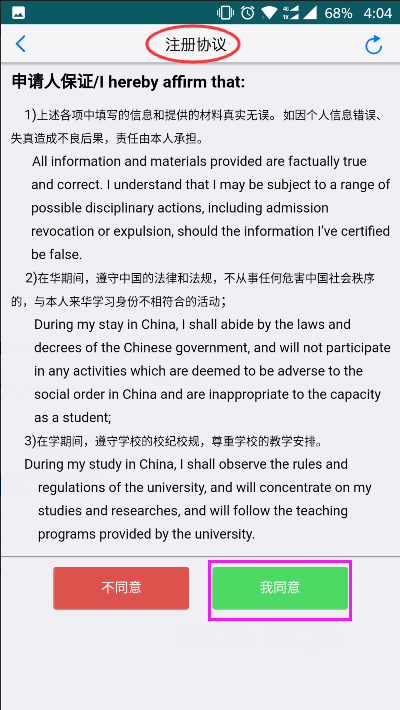 68% 4:04
注册协议
申请人保证/I hereby affirm that:
1)上述各项中填写的信息和提供的材料真实无误。如因个人信息错误、
失真造成不良后果，责任由本人承担。
All information and materials provided are factually true
and correct. I understand that I may be subject to a range of
possible disciplinary actions, including admission
revocation or expulsion, should the information I've certified
be false.
2)在华期间，遵守中国的法律和法规，不从事任何危害中国社会秩序
的，与本人来华学习身份不相符合的活动；
During my stay in China, I shall abide by the laws and
decrees of the Chinese government, and will not participate
in any activities which are deemed to be adverse to the
social order in China and are inappropriate to the capacity
as a student;
3)在学期间，遵守学校的校纪校规，尊重学校的教学安排。
During my study in China, I shall observe the rules and
regulations of the university, and will concentrate on my
studies and researches, and will follow the teaching
programs provided by the university.
不同意 我同意